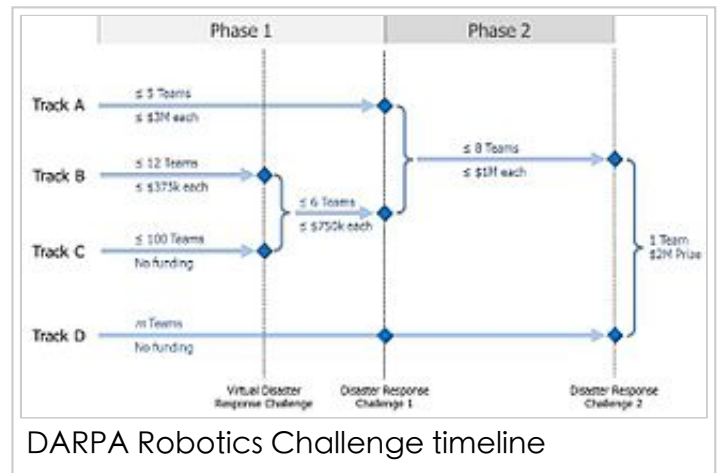 Phase 1
Phase 2
Track A
≤ 5 Teams
≤ $3M each
Track B
≤ 12 Teams
≤ $375k each
≤ 8 Teams
≤ $1M each
≤ 6 Teams
≤ $750k each
Track C
≤ 100 Teams
No funding
1 Team
$2M Prize
Track D
m Teams
No funding
Virtual Disaster
Response Challenge
Disaster Response
Challenge 1
Disaster Response
Challenge 2
DARPA Robotics Challenge timeline